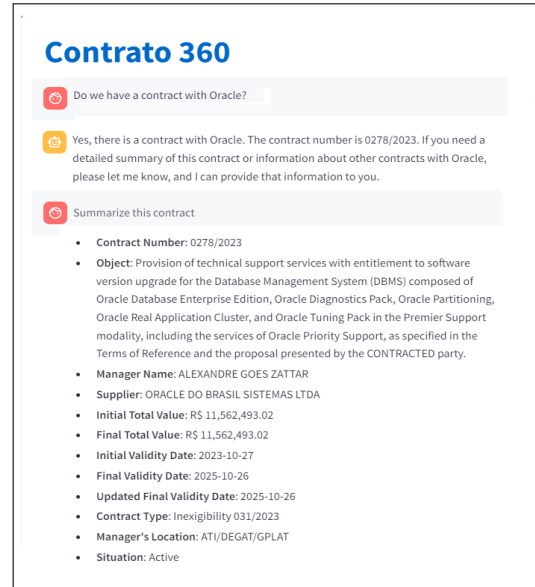 Contrato 360
Do we have a contract with Oracle?
Yes, there is a contract with Oracle. The contract number is 0278/2023. If you need a
detailed summary of this contract or information about other contracts with Oracle,
please let me know, and I can provide that information to you.
Summarize this contract
• Contract Number: 0278/2023
• Object: Provision of technical support services with entitlement to software
version upgrade for the Database Management System (DBMS) composed of
Oracle Database Enterprise Edition, Oracle Diagnostics Pack, Oracle Partitioning,
Oracle Real Application Cluster, and Oracle Tuning Pack in the Premier Support
modality, including the services of Oracle Priority Support, as specified in the
Terms of Reference and the proposal presented by the CONTRACTED party.
• Manager Name: ALEXANDRE GOES ZATTAR
• Supplier: ORACLE DO BRASIL SISTEMAS LTDA
• Initial Total Value: R$ 11,562,493.02
• Final Total Value: R$ 11,562,493.02
• Initial Validity Date: 2023-10-27
• Final Validity Date: 2025-10-26
• Updated Final Validity Date: 2025-10-26
• Contract Type: Inexigibility 031/2023
• Manager's Location: ATI/DEGAT/GPLAT
• Situation: Active